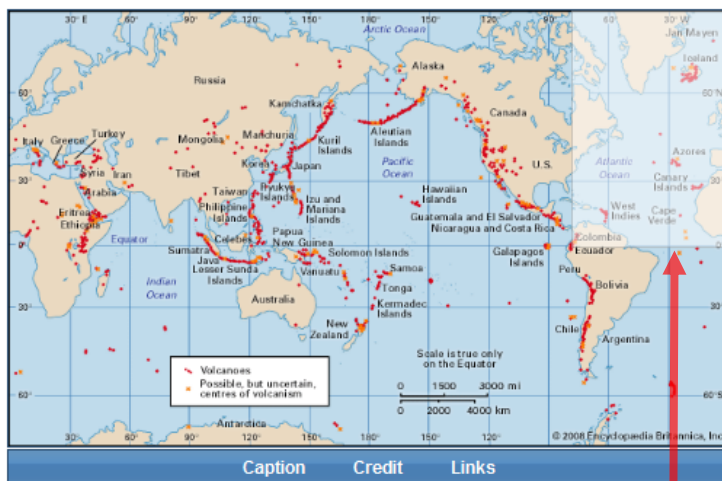 Arctic Ocean
30° W
Jan Mayen
Iceland
Alaska
Russia
60°
60° N
Kamchatka
Canada
Italy
Greece
Turkey
Mongolia
Manchuria
Kuril
Islands
Aleutian
Islands
Azores
Korea
Japan
Pacific
Ocean
U.S.
Atlantic
Ocean
Syria
Iran
Tibet
30°
30
Canary
Islands
Arabia
Taiwan
Ryukyu
Islands
Izu and
Mariana
Islands
Hawaiian
Islands
Philippine
Islands
West
Indies
Cape
Verde
Eritrea
Ethiopia
Guatemala and El Salvador
Nicaragua and Costa Rica
Equator
Celebes
Papua
New Guinea
Colombia
0°
0°
Sumatra
Java
Lesser Sunda
Islands
Solomon Islands
Galapagos
Islands
Ecuador
Indian
Ocean
Vanuatu
Samoa
Peru
Tonga
Bolivia
30°
Australia
Kermadec
Islands
30°
New
Zealand
Chile
Argentina
Scale is true only
on the Equator
Volcanoes
Possible, but uncertain,
centres of volcanism
0 1500 3000 mi
0 2000 4000 km
60°
60° S
Antarctica
30° E 60° 90° 120° 150° 180° 150° 120° 90° 60°
© 2008 Encyclopædia Britannica, Inc.
Caption Credit Links